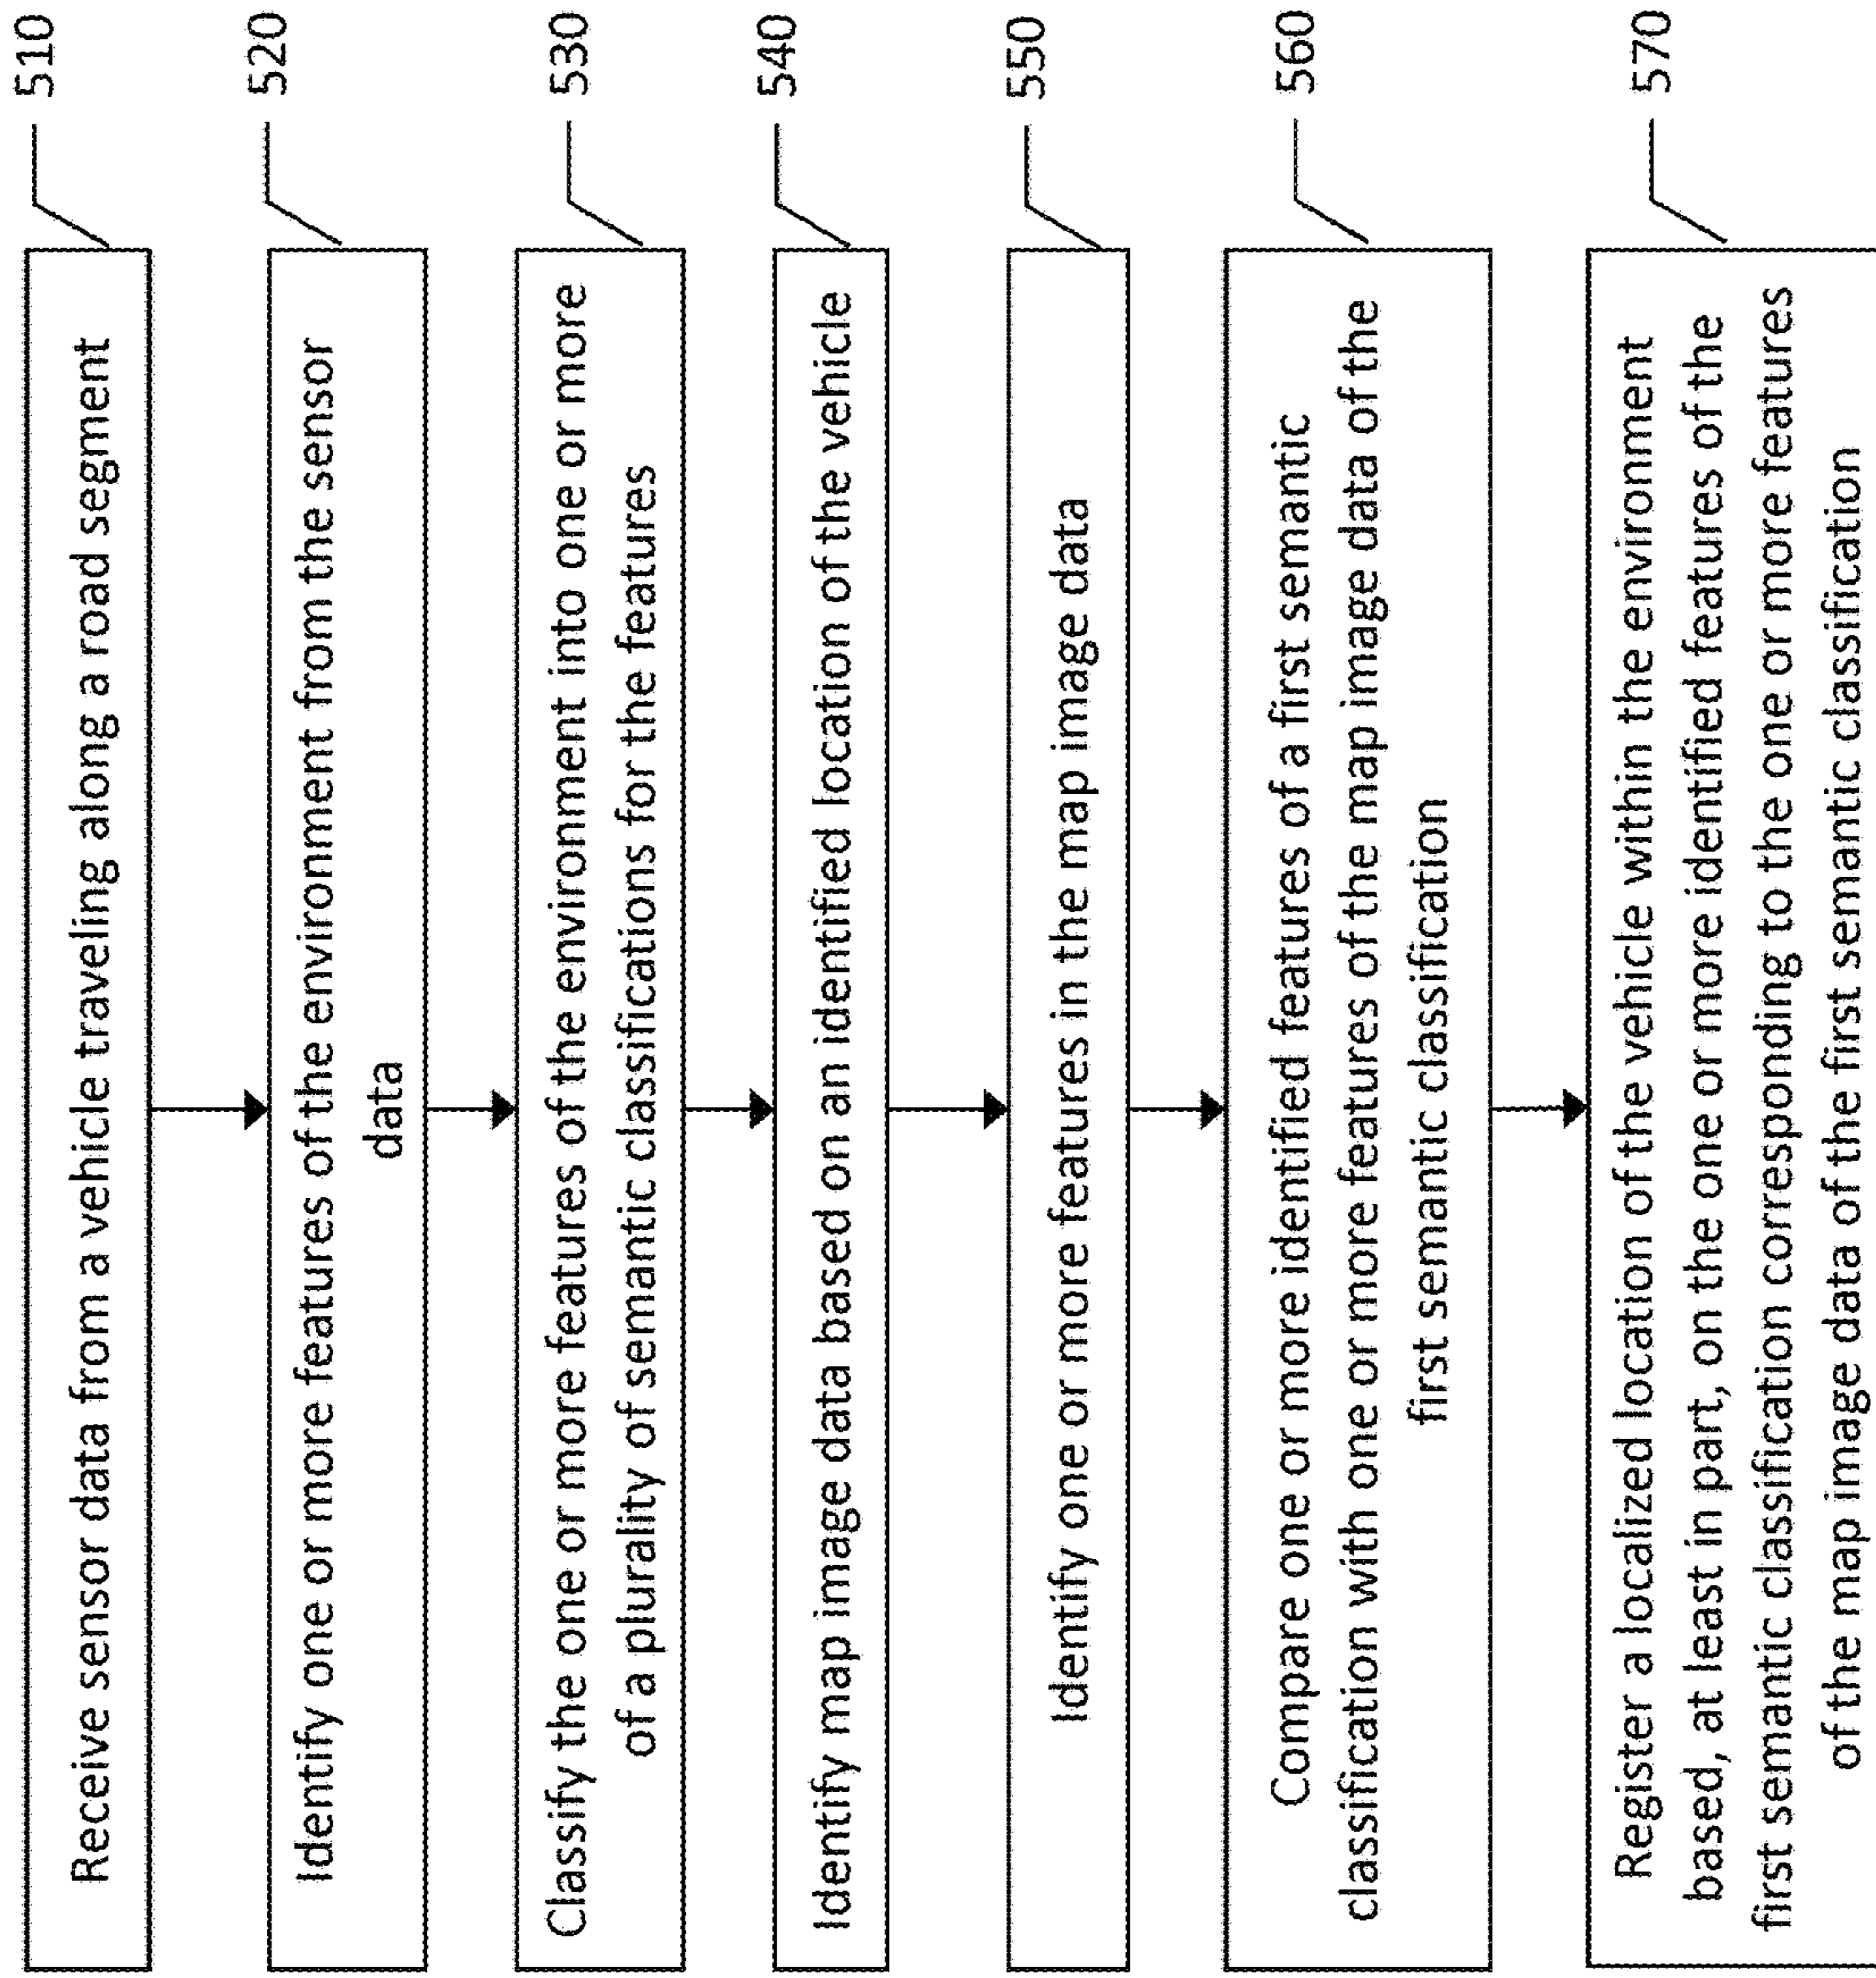 Receive sensor data from a vehicle traveling along a road segment
510
Identify one or more features of the environment from the sensor
data
520
Classify the one or more features of the environment into one or more
of a plurality of semantic classifications for the features
530
Identify map image data based on an identified location of the vehicle
540
Identify one or more features in the map image data
550
Compare one or more identified features of a first semantic
classification with one or more features of the map image data of the
first semantic classification
560
Register a localized location of the vehicle within the environment
based, at least in part, on the one or more identified features of the
first semantic classification corresponding to the one or more features
of the map image data of the first semantic classification
570